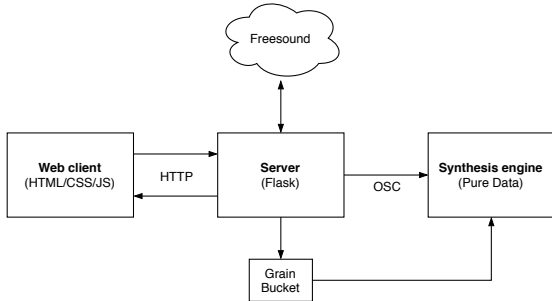 Freesound
Web client
(HTML/CSS/JS)
HTTP
Server
(Flask)
OSC
Synthesis engine
(Pure Data)
Grain
Bucket